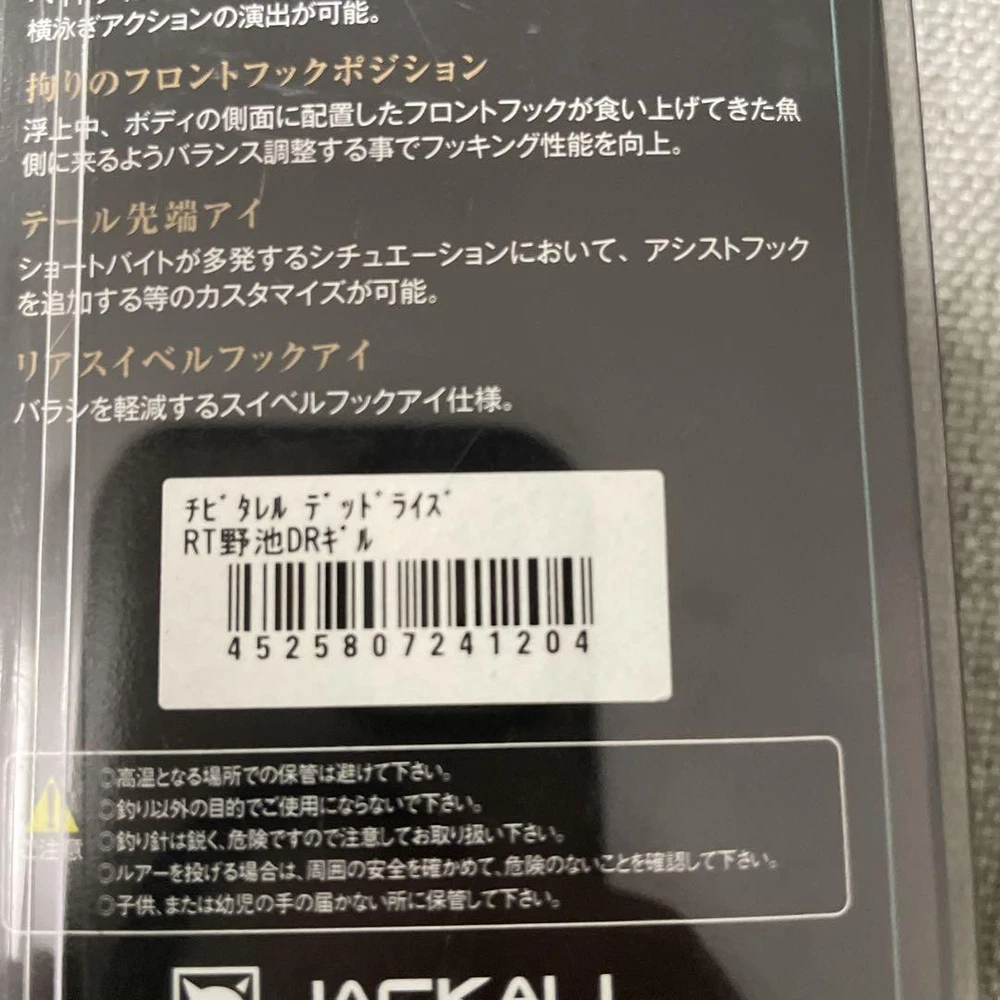 横泳ぎアクションの演出が可能。
拘りのフロントフックポジション
浮上中、ボディの側面に配置したフロントフックが食い上げてきた魚
側に来るようバランス調整する事でフッキング性能を向上。
テール先端アイ
ショートバイトが多発するシチュエーションにおいて、アシストフック
を追加する等のカスタマイズが可能。
リアスイベルフックアイ
バラシを軽減するスイベルフックアイ仕様。
ﾁﾋﾞﾀﾚﾙ ﾃﾞｯﾄﾞﾗｲｽﾞ
RT野池DRｷﾞﾙ
4525807241204
◎高温となる場所での保管は避けて下さい。
◎釣り以外の目的でご使用にならないで下さい。
◎釣り針は鋭く、危険ですので注意してお取り扱い下さい。
◎ルアーを投げる場合は、周囲の安全を確かめて、危険のないことを確認して下さい。
◎子供、または幼児の手の届かない所に保管して下さい。
ご注意
JACKALL